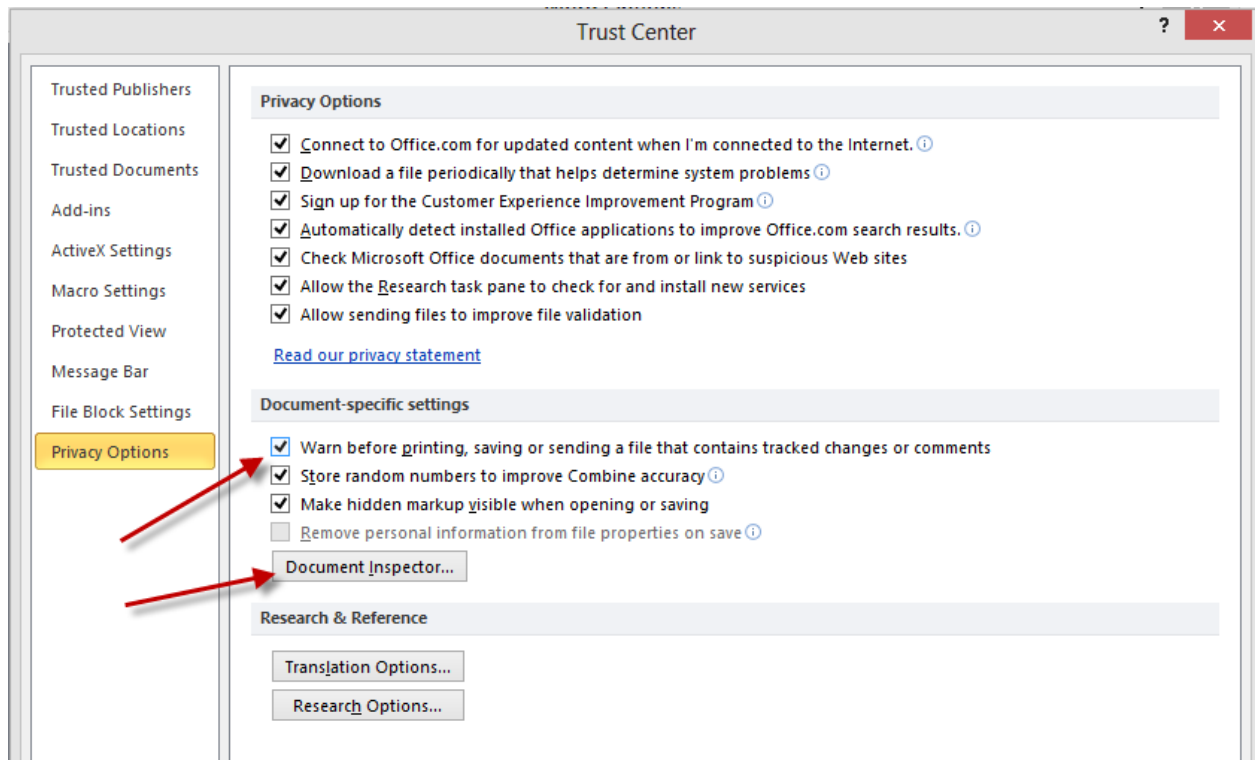 Trust Center
?
Trusted Publishers
Trusted Locations
Trusted Documents
Add-ins
ActiveX Settings
Macro Settings
Protected View
Message Bar
File Block Settings
Privacy Options
Privacy Options
Connect to Office.com for updated content when I'm connected to the Internet.
Download a file periodically that helps determine system problems
Sign up for the Customer Experience Improvement Program
Automatically detect installed Office applications to improve Office.com search results.
Check Microsoft Office documents that are from or link to suspicious Web sites
Allow the Research task pane to check for and install new services
Allow sending files to improve file validation
Read our privacy statement
Document-specific settings
Warn before printing, saving or sending a file that contains tracked changes or comments
Store random numbers to improve Combine accuracy
Make hidden markup visible when opening or saving
Remove personal information from file properties on save
Document Inspector...
Research & Reference
Translation Options...
Research Options...